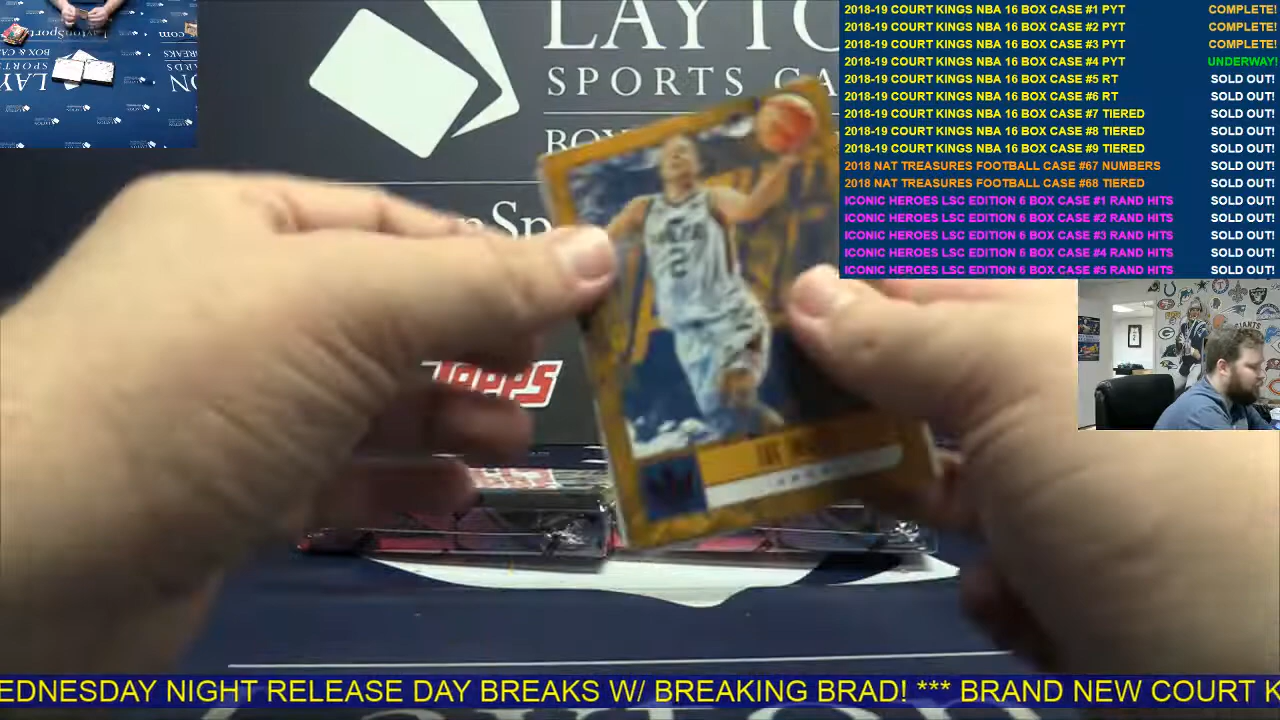 2018-19 COURT KINGS NBA 16 BOX CASE #1 PYT COMPLETE!
2018-19 COURT KINGS NBA 16 BOX CASE #2 PYT COMPLETE!
2018-19 COURT KINGS NBA 16 BOX CASE #3 PYT COMPLETE!
2018-19 COURT KINGS NBA 16 BOX CASE #4 PYT UNDERWAY!
2018-19 COURT KINGS NBA 16 BOX CASE #5 RT SOLD OUT!
2018-19 COURT KINGS NBA 16 BOX CASE #6 RT SOLD OUT!
2018-19 COURT KINGS NBA 16 BOX CASE #7 TIERED SOLD OUT!
2018-19 COURT KINGS NBA 16 BOX CASE #8 TIERED SOLD OUT!
2018-19 COURT KINGS NBA 16 BOX CASE #9 TIERED SOLD OUT!
2018 NAT TREASURES FOOTBALL CASE #67 NUMBERS SOLD OUT!
2018 NAT TREASURES FOOTBALL CASE #68 TIERED SOLD OUT!
ICONIC HEROES LSC EDITION 6 BOX CASE #1 RAND HITS SOLD OUT!
ICONIC HEROES LSC EDITION 6 BOX CASE #2 RAND HITS SOLD OUT!
ICONIC HEROES LSC EDITION 6 BOX CASE #3 RAND HITS SOLD OUT!
ICONIC HEROES LSC EDITION 6 BOX CASE #4 RAND HITS SOLD OUT!
ICONIC HEROES LSC EDITION 6 BOX CASE #5 RAND HITS SOLD OUT!
LAYTO
SPORTS CA
BO
nSp
2
TOPPS
GIANTS
EDNESDAY NIGHT RELEASE DAY BREAKS W/ BREAKING BRAD! *** BRAND NEW COURT K